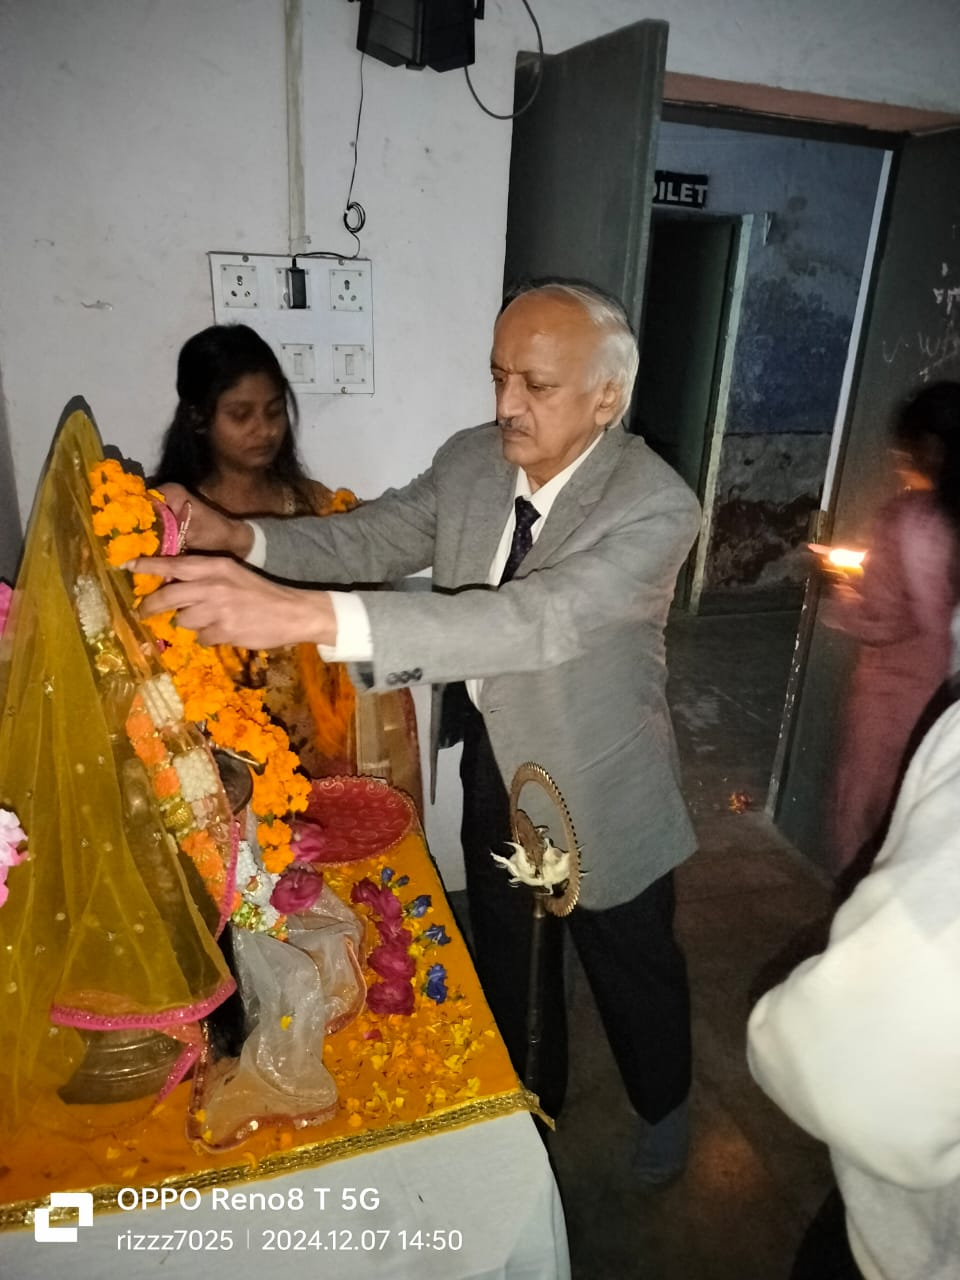 OILET
OPPO Reno8 T 5G
rizzz7025 | 2024.12.07 14:50